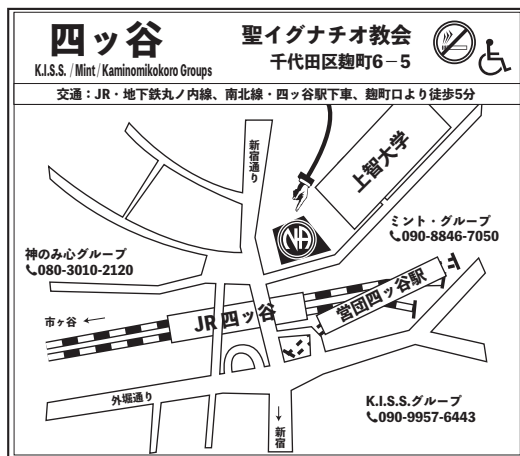 四ッ谷
K.I.S.S. / Mint / Kaminomikokoro Groups
聖イグナチオ教会
千代田区麹町6−5
交通：JR・地下鉄丸ノ内線、南北線・四ッ谷駅下車、麹町口より徒歩5分
新宿通り
上智大学
NA
ミント・グループ
090-8846-7050
神のみ心グループ
080-3010-2120
営団四ッ谷駅
市ヶ谷
JR 四ッ谷
外堀通り
新宿
K.I.S.S.グループ
090-9957-6443